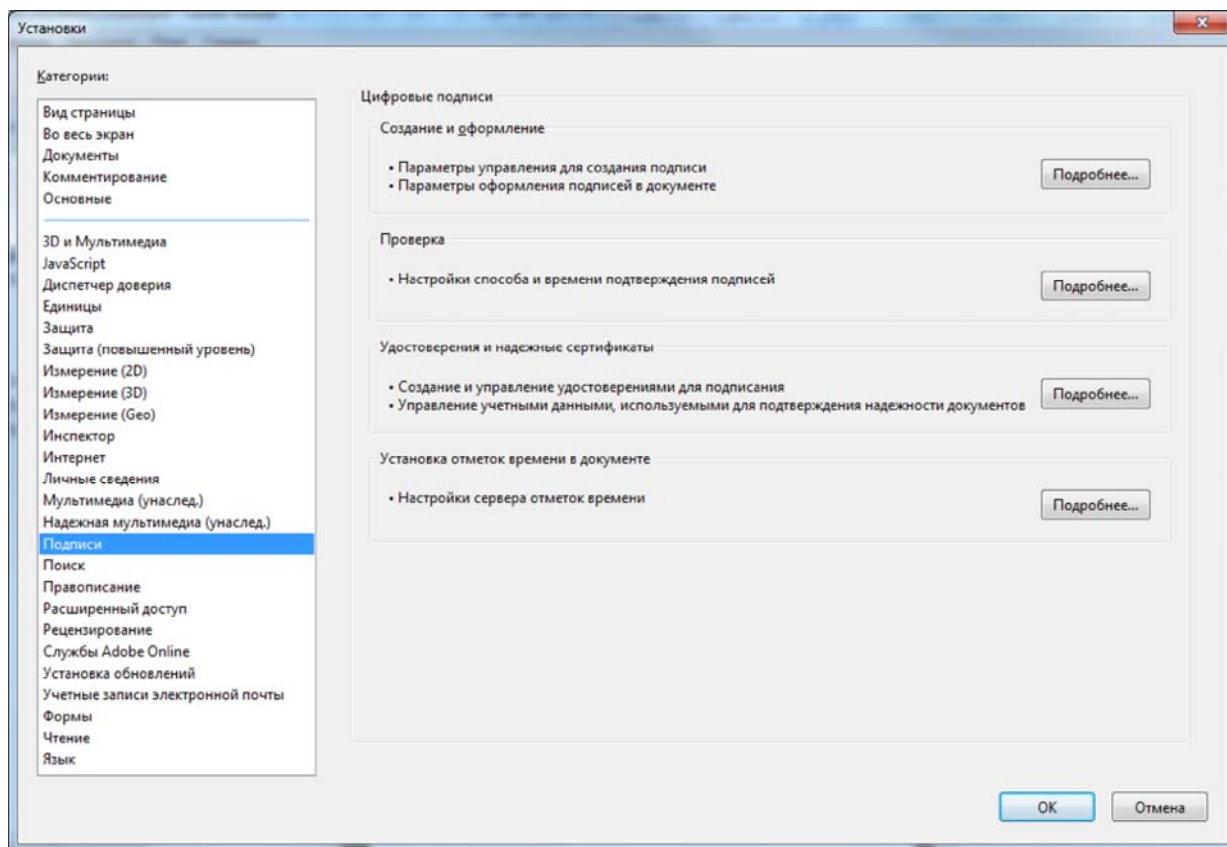 Установки
Категории:
Вид страницы
Во весь экран
Документы
Комментирование
Основные
3D и Мультимедиа
JavaScript
Диспетчер доверия
Единицы
Защита
Защита (повышенный уровень)
Измерение (2D)
Измерение (3D)
Измерение (Geo)
Инспектор
Интернет
Личные сведения
Мультимедиа (унаслед.)
Надежная мультимедиа (унаслед.)
Подписи
Поиск
Правописание
Расширенный доступ
Рецензирование
Службы Adobe Online
Установка обновлений
Учетные записи электронной почты
Формы
Чтение
Язык
Цифровые подписи
Создание и оформление
• Параметры управления для создания подписи
• Параметры оформления подписей в документе
Подробнее...
Проверка
• Настройки способа и времени подтверждения подписей
Подробнее...
Удостоверения и надежные сертификаты
• Создание и управление удостоверениями для подписания
• Управление учетными данными, используемыми для подтверждения надежности документов
Подробнее...
Установка отметок времени в документе
• Настройки сервера отметок времени
Подробнее...
OK
Отмена